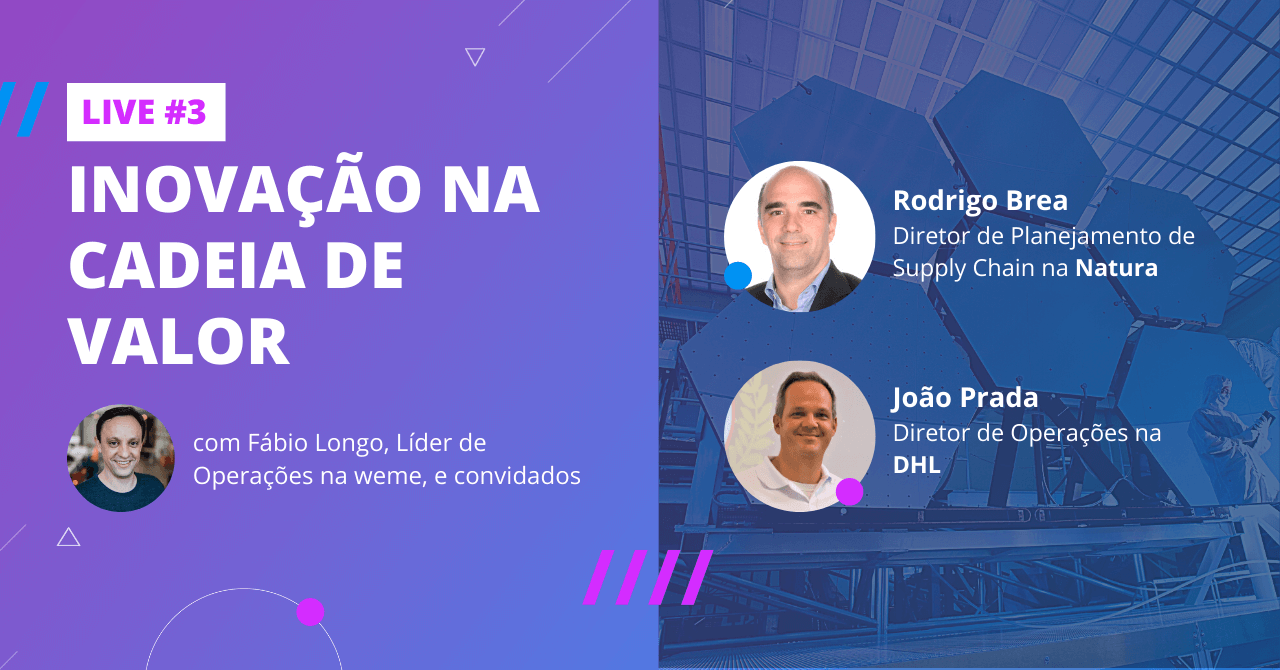 LIVE #3
INOVAÇÃO NA
CADEIA DE
VALOR
com Fábio Longo, Líder de
Operações na weme, e convidados
Rodrigo Brea
Diretor de Planejamento de
Supply Chain na Natura
João Prada
Diretor de Operações na
DHL